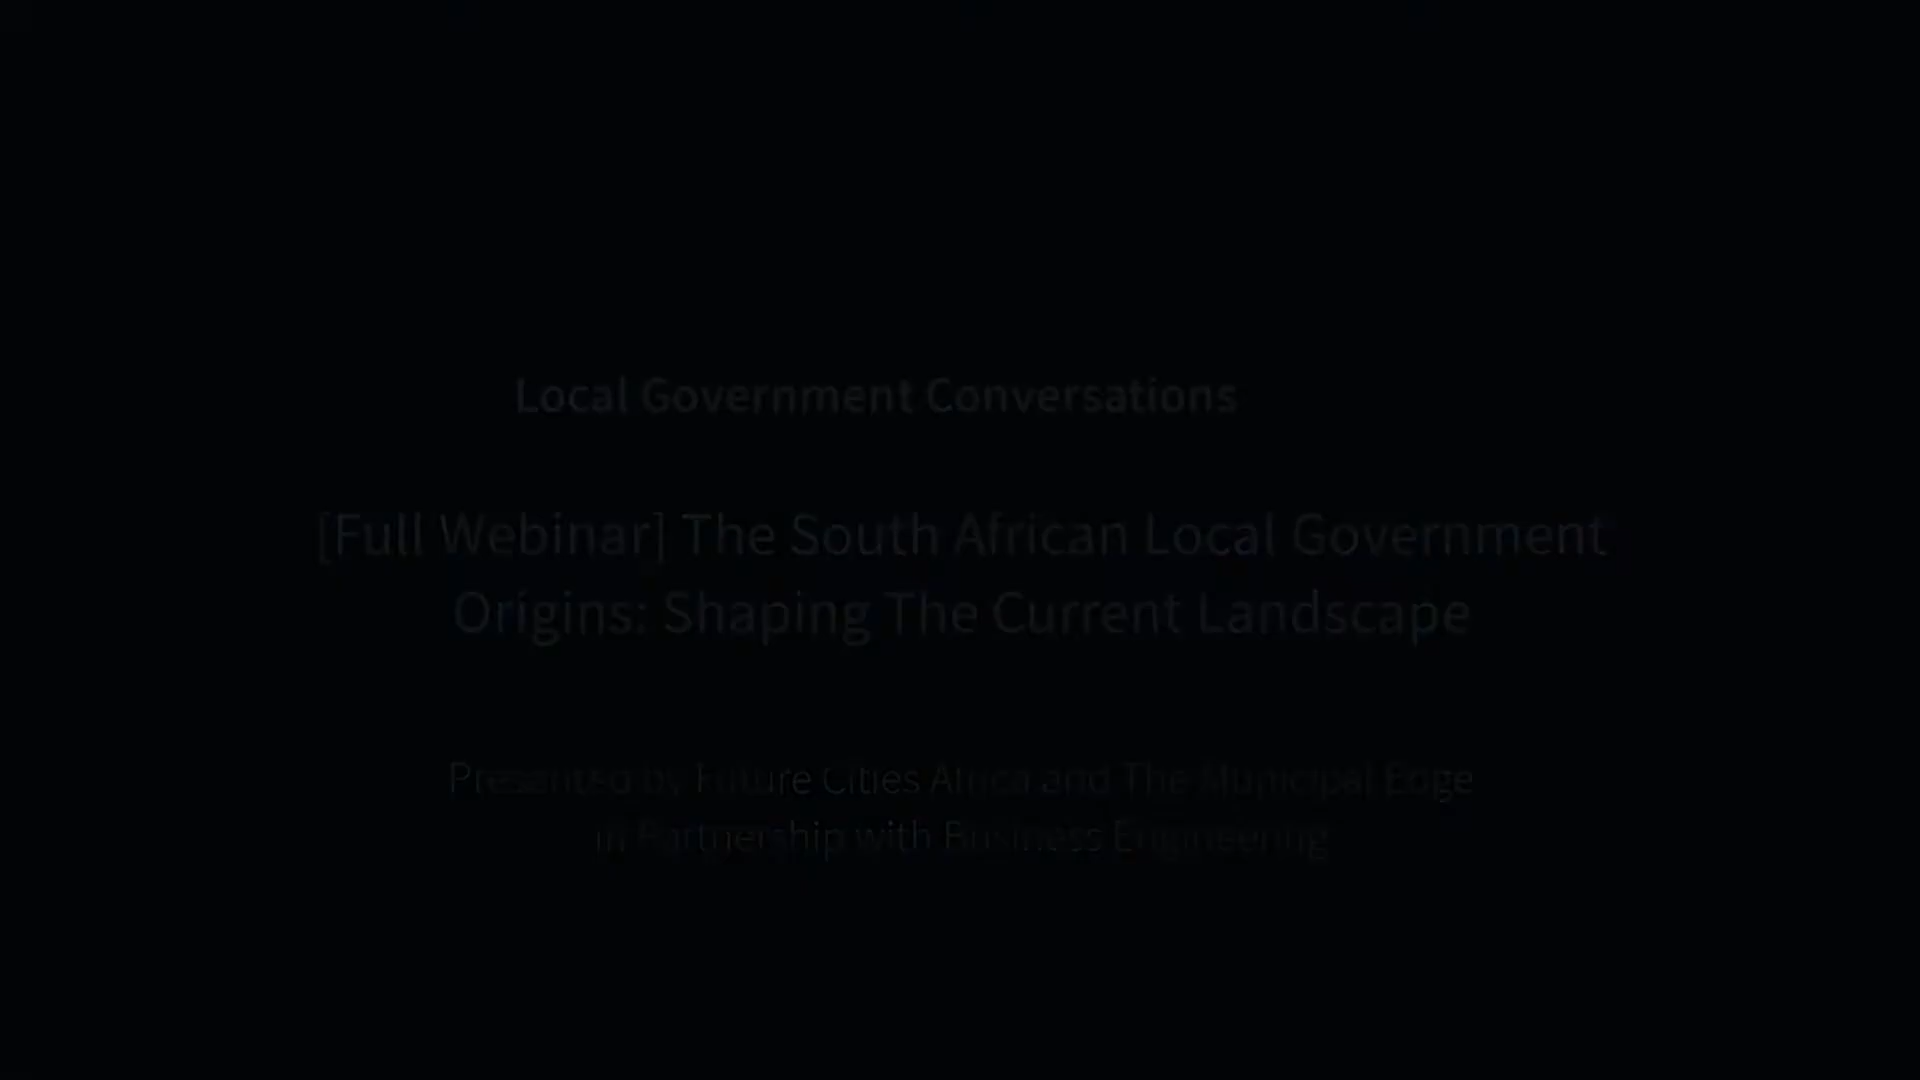 Local Government Conversations
[Full Webinar] The South African Local Government
Origins: Shaping The Current Landscape
Presented by Future Cities Africa and The Municipal Edge
in Partnership with Business Engineering